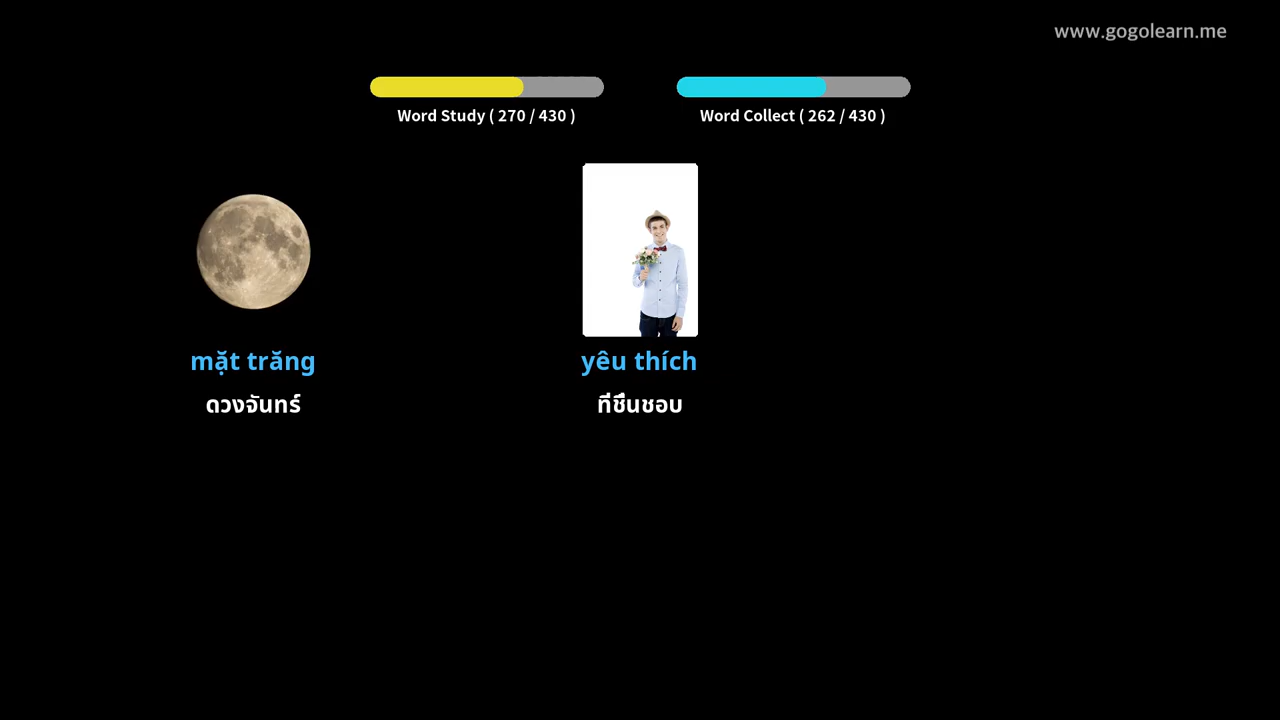 www.gogolearn.me
Word Study ( 270 / 430 )
Word Collect ( 262 / 430 )
mặt trăng
ดวงจันทร์
yêu thích
ที่ชื่นชอบ